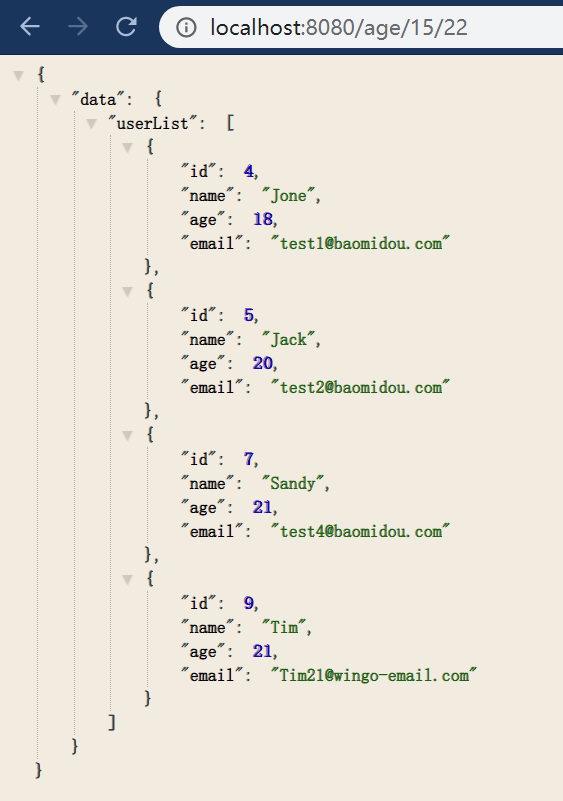 localhost:8080/age/15/22
{
"data": {
"userList": [
{
"id": 4,
"name": "Jone",
"age": 18,
"email": "test1@baomidou.com"
},
{
"id": 5,
"name": "Jack",
"age": 20,
"email": "test2@baomidou.com"
},
{
"id": 7,
"name": "Sandy",
"age": 21,
"email": "test4@baomidou.com"
},
{
"id": 9,
"name": "Tim",
"age": 21,
"email": "Tim21@wingo-email.com"
}
]
}
}